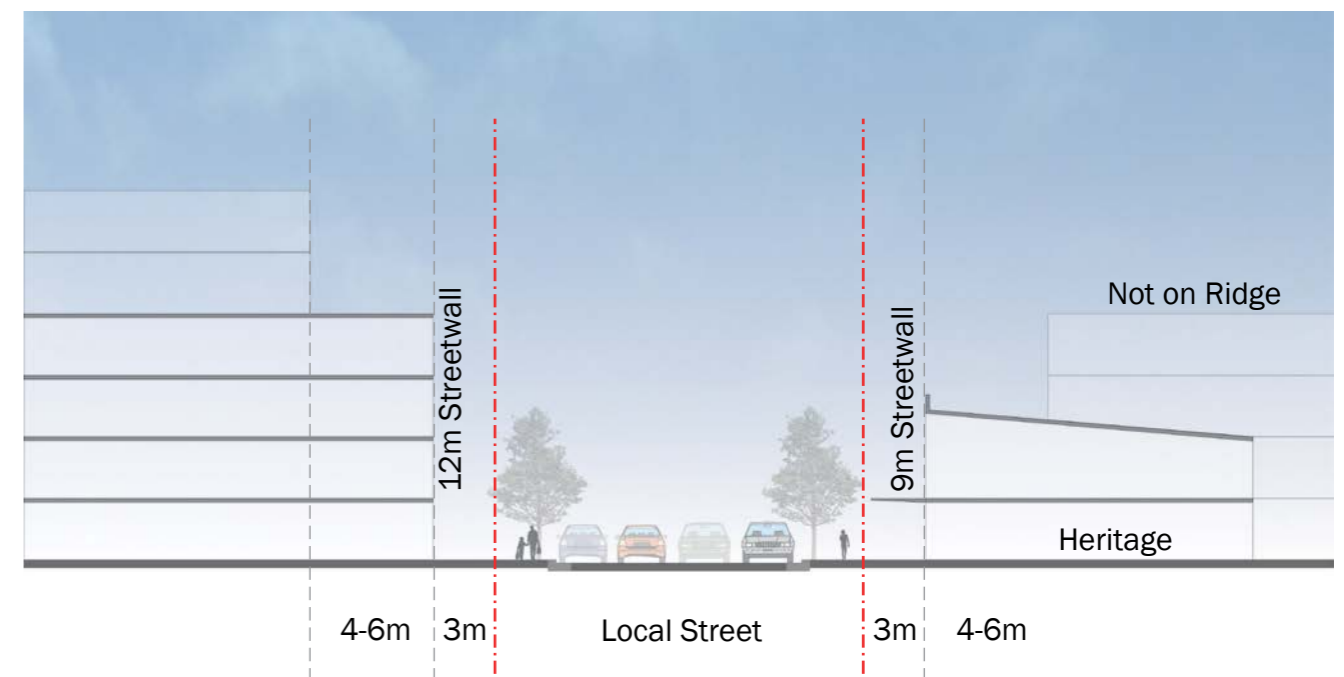 Not on Ridge
12m Streetwall
9m Streetwall
Heritage
4-6m
3m
Local Street
3m
4-6m